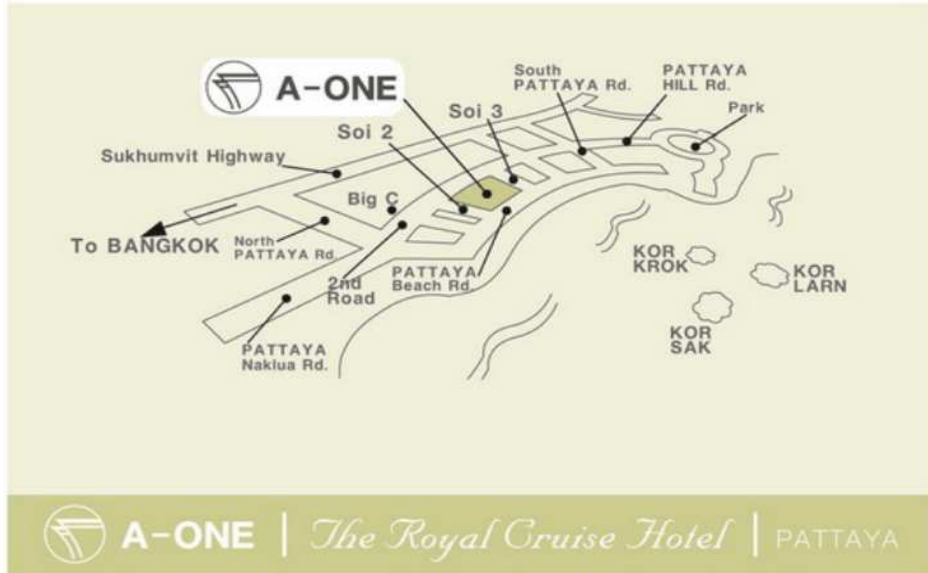 A-ONE
South
PATTAYA Rd.
PATTAYA
HILL Rd.
Park
Soi 3
Soi 2
Sukhumvit Highway
Big C
To BANGKOK
North
PATTAYA Rd.
2nd
Road
PATTAYA
Beach Rd.
KOR
KROK
KOR
LARN
KOR
SAK
PATTAYA
Naklua Rd.
A-ONE | The Royal Cruise Hotel | PATTAYA